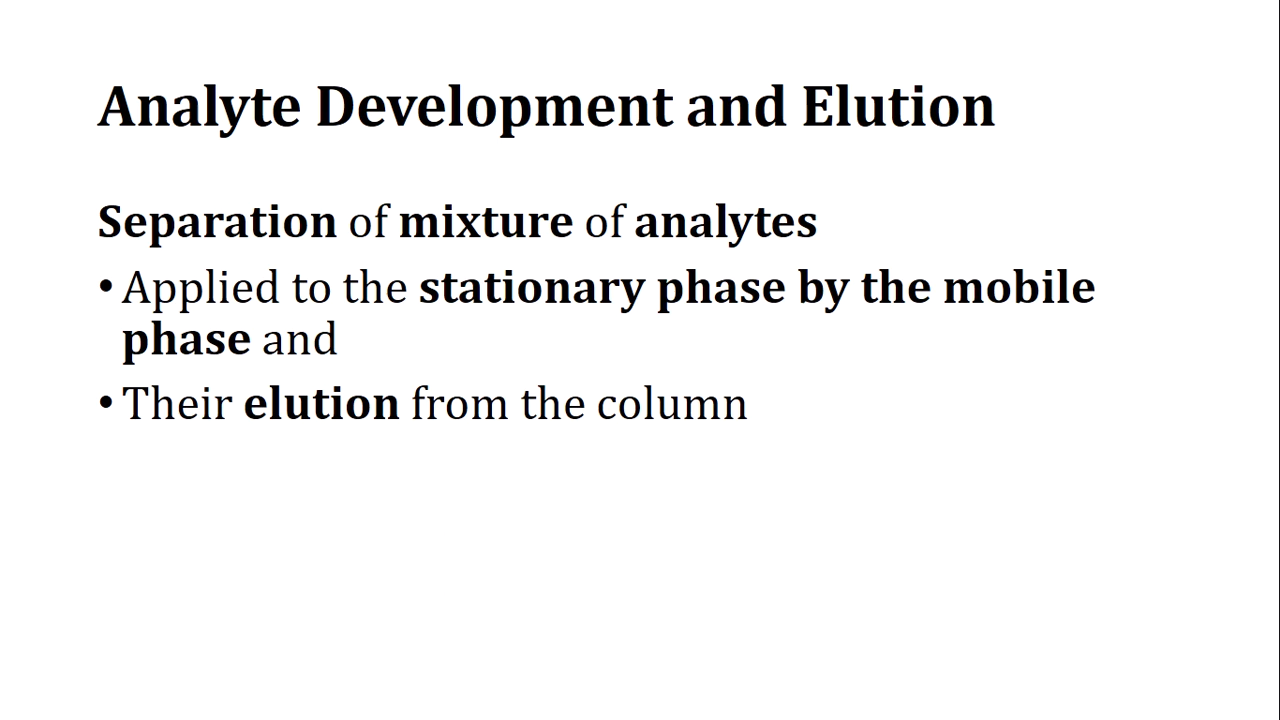 Analyte Development and Elution
Separation of mixture of analytes
• Applied to the stationary phase by the mobile
phase and
• Their elution from the column